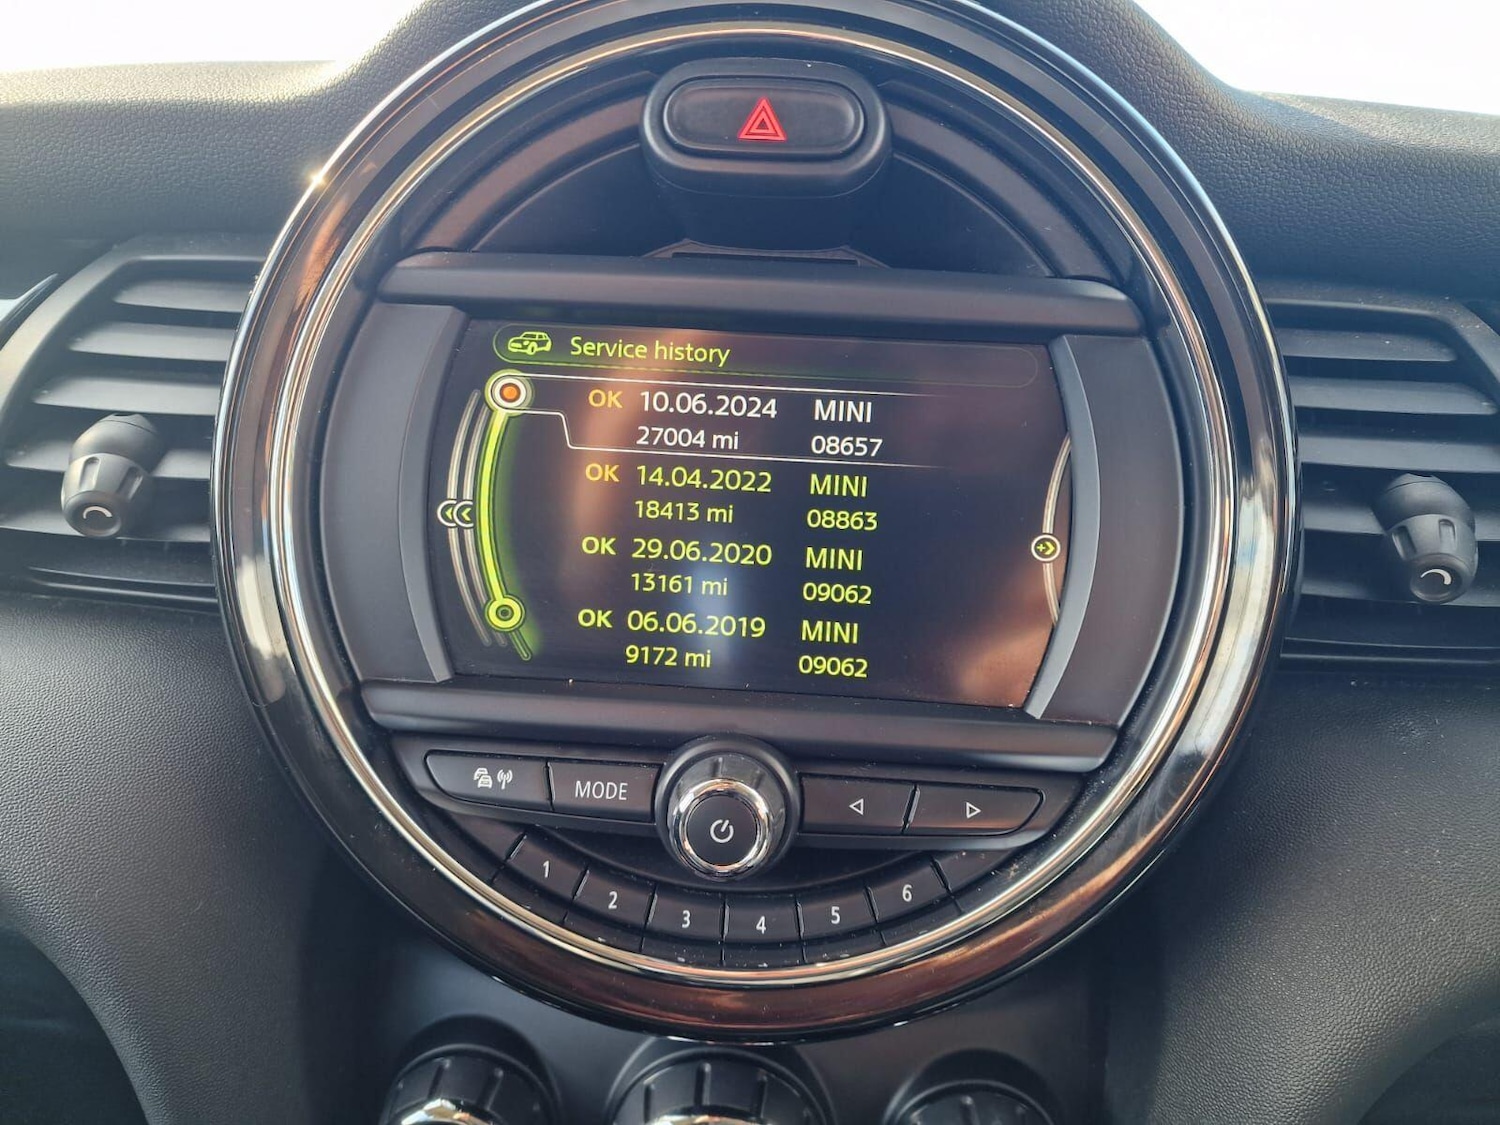 Service history
OK 10.06.2024 MINI
27004 mi 08657
OK 14.04.2022 MINI
18413 mi 08863
OK 29.06.2020 MINI
13161 mi 09062
OK 06.06.2019 MINI
9172 mi 09062
MODE
1 2 3 4 5 6